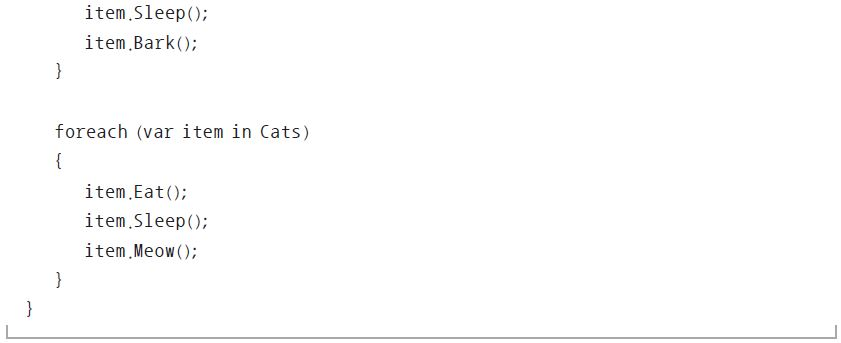 item.Sleep();
item.Bark();
}
foreach (var item in Cats)
{
item.Eat();
item.Sleep();
item.Meow();
}
}